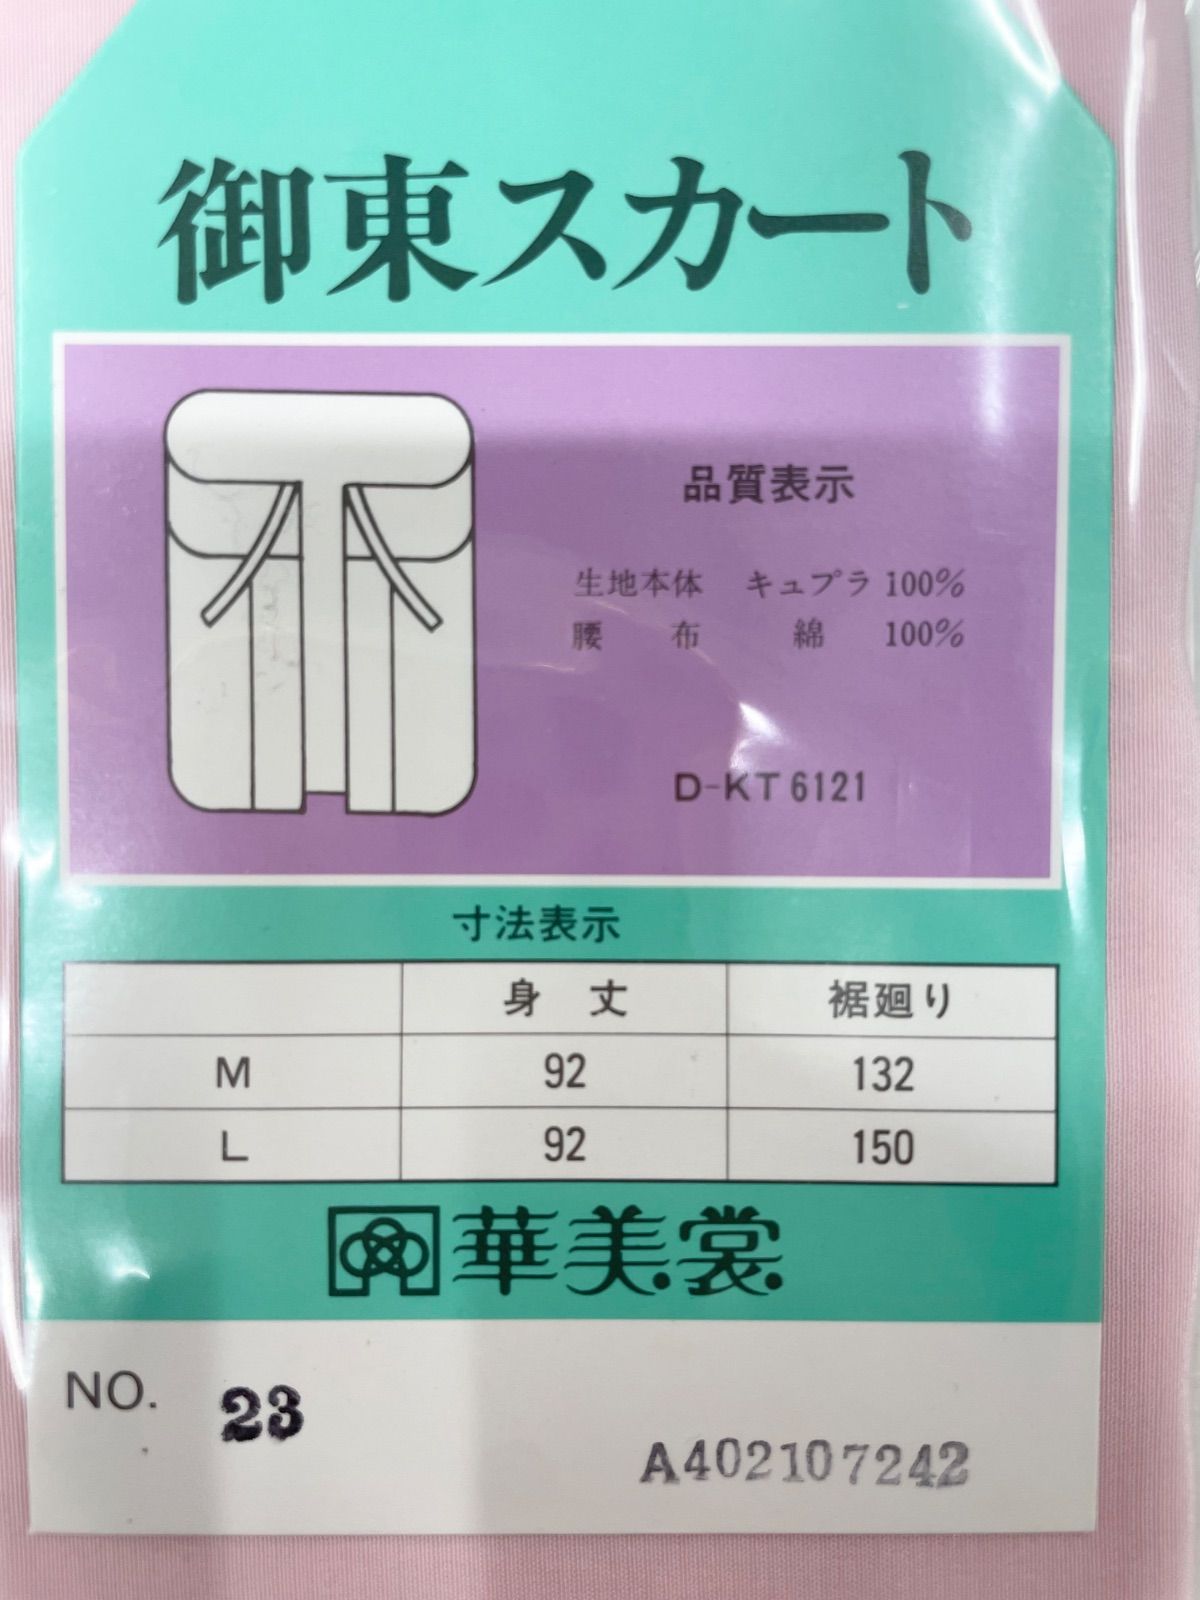 御東スカート
品質表示
生地本体 キュプラ 100%
腰布 綿 100%
D-KT 6121
寸法表示
身丈 裾廻り
M 92 132
L 92 150
華美裳
NO. 23
A402107242